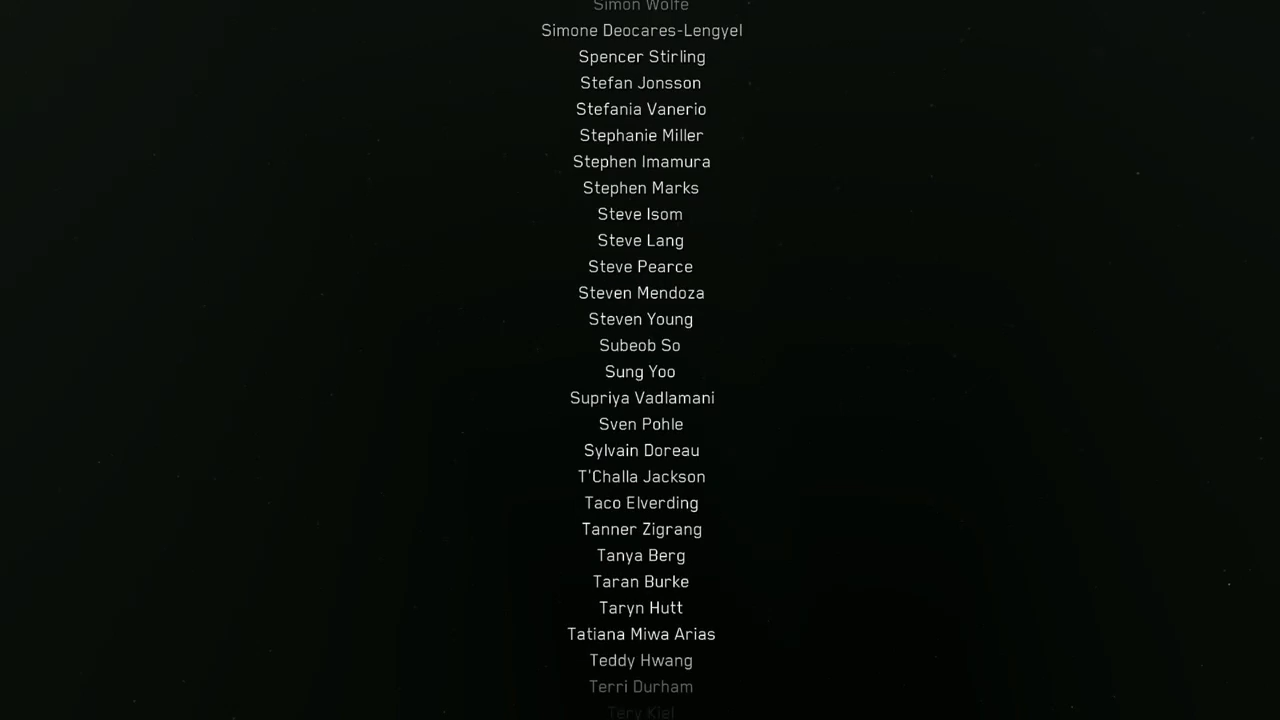 Simon Wolfe
Simone Deocares-Lengyel
Spencer Stirling
Stefan Jonsson
Stefania Vanerio
Stephanie Miller
Stephen Imamura
Stephen Marks
Steve Isom
Steve Lang
Steve Pearce
Steven Mendoza
Steven Young
Subeob So
Sung Yoo
Supriya Vadlamani
Sven Pohle
Sylvain Doreau
T'Challa Jackson
Taco Elverding
Tanner Zigrang
Tanya Berg
Taran Burke
Taryn Hutt
Tatiana Miwa Arias
Teddy Hwang
Terri Durham
Tery Kiel